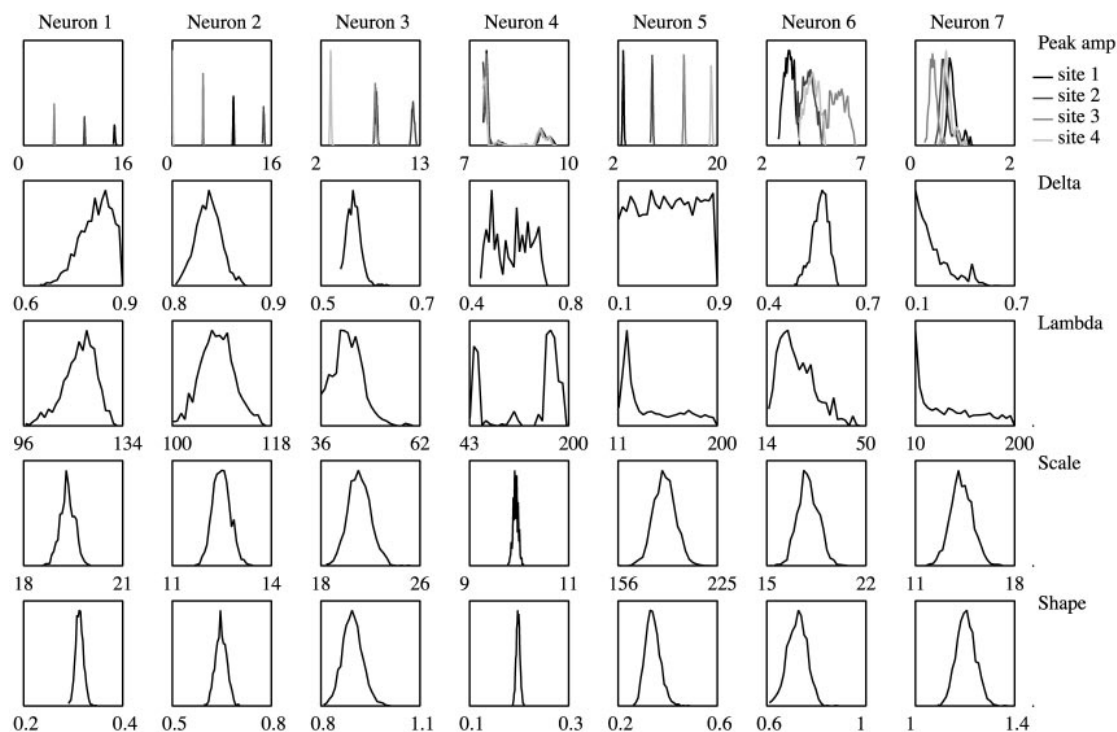 Neuron 1 Neuron 2 Neuron 3 Neuron 4 Neuron 5 Neuron 6 Neuron 7
Peak amp
site 1
site 2
site 3
site 4
0 16 0 16 2 13 7 10 2 20 2 7 0 2
Delta
0.6 0.9 0.8 0.9 0.5 0.7 0.4 0.8 0.1 0.9 0.4 0.7 0.1 0.7
Lambda
96 134 100 118 36 62 43 200 11 200 14 50 10 200
Scale
18 21 11 14 18 26 9 11 156 225 15 22 11 18
Shape
0.2 0.4 0.5 0.8 0.8 1.1 0.1 0.3 0.2 0.6 0.6 1 1 1.4